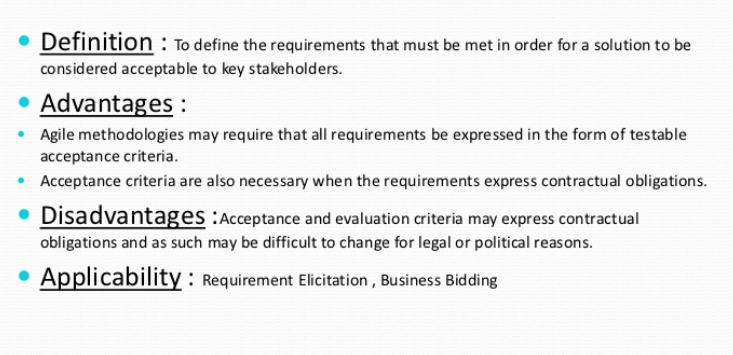 Definition : To define the requirements that must be met in order for a solution to be
considered acceptable to key stakeholders.
Advantages :
Agile methodologies may require that all requirements be expressed in the form of testable
acceptance criteria.
Acceptance criteria are also necessary when the requirements express contractual obligations.
Disadvantages :Acceptance and evaluation criteria may express contractual
obligations and as such may be difficult to change for legal or political reasons.
Applicability : Requirement Elicitation , Business Bidding